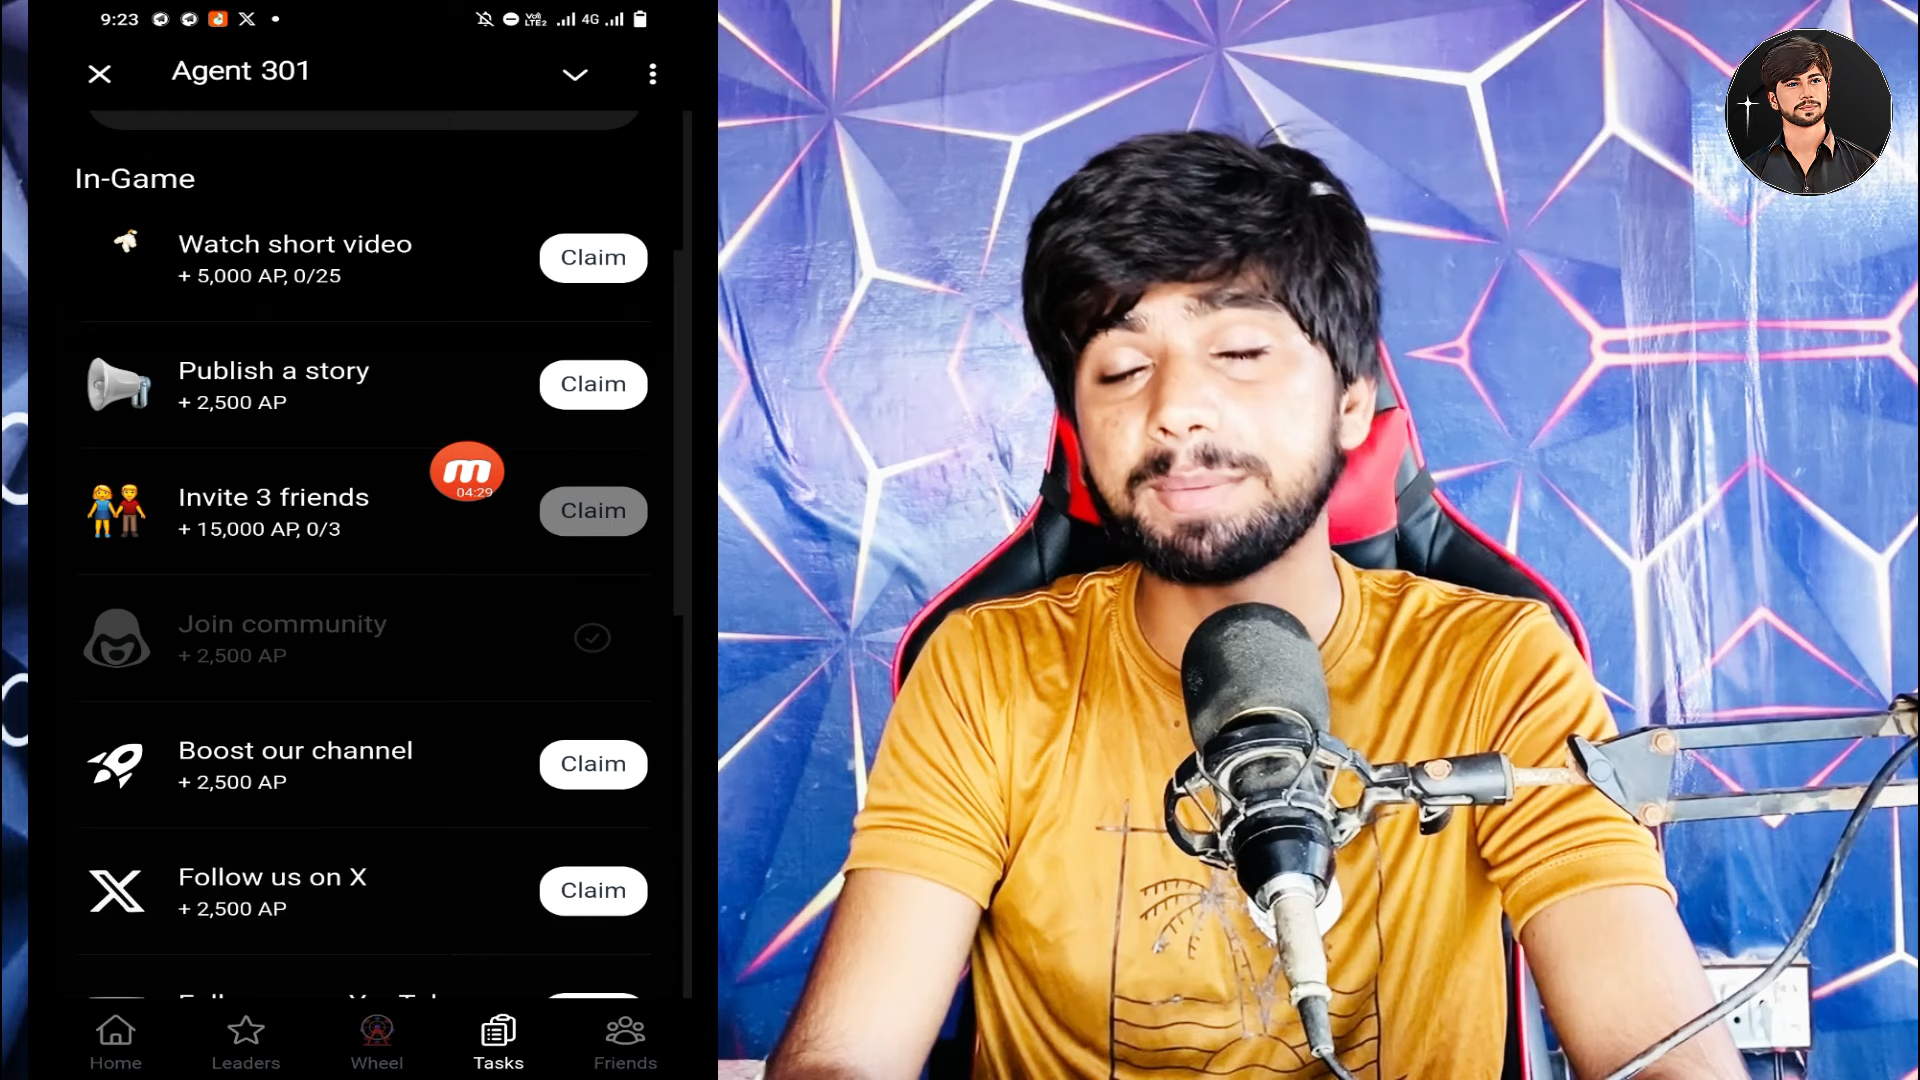 9:23
Vo))
LTE2
4G
Agent 301
In-Game
Watch short video
+ 5,000 AP, 0/25
Claim
Publish a story
+ 2,500 AP
Claim
m
04:29
Invite 3 friends
+ 15,000 AP, 0/3
Claim
Join community
+ 2,500 AP
Boost our channel
+ 2,500 AP
Claim
Follow us on X
+ 2,500 AP
Claim
Home
Leaders
Wheel
Tasks
Friends